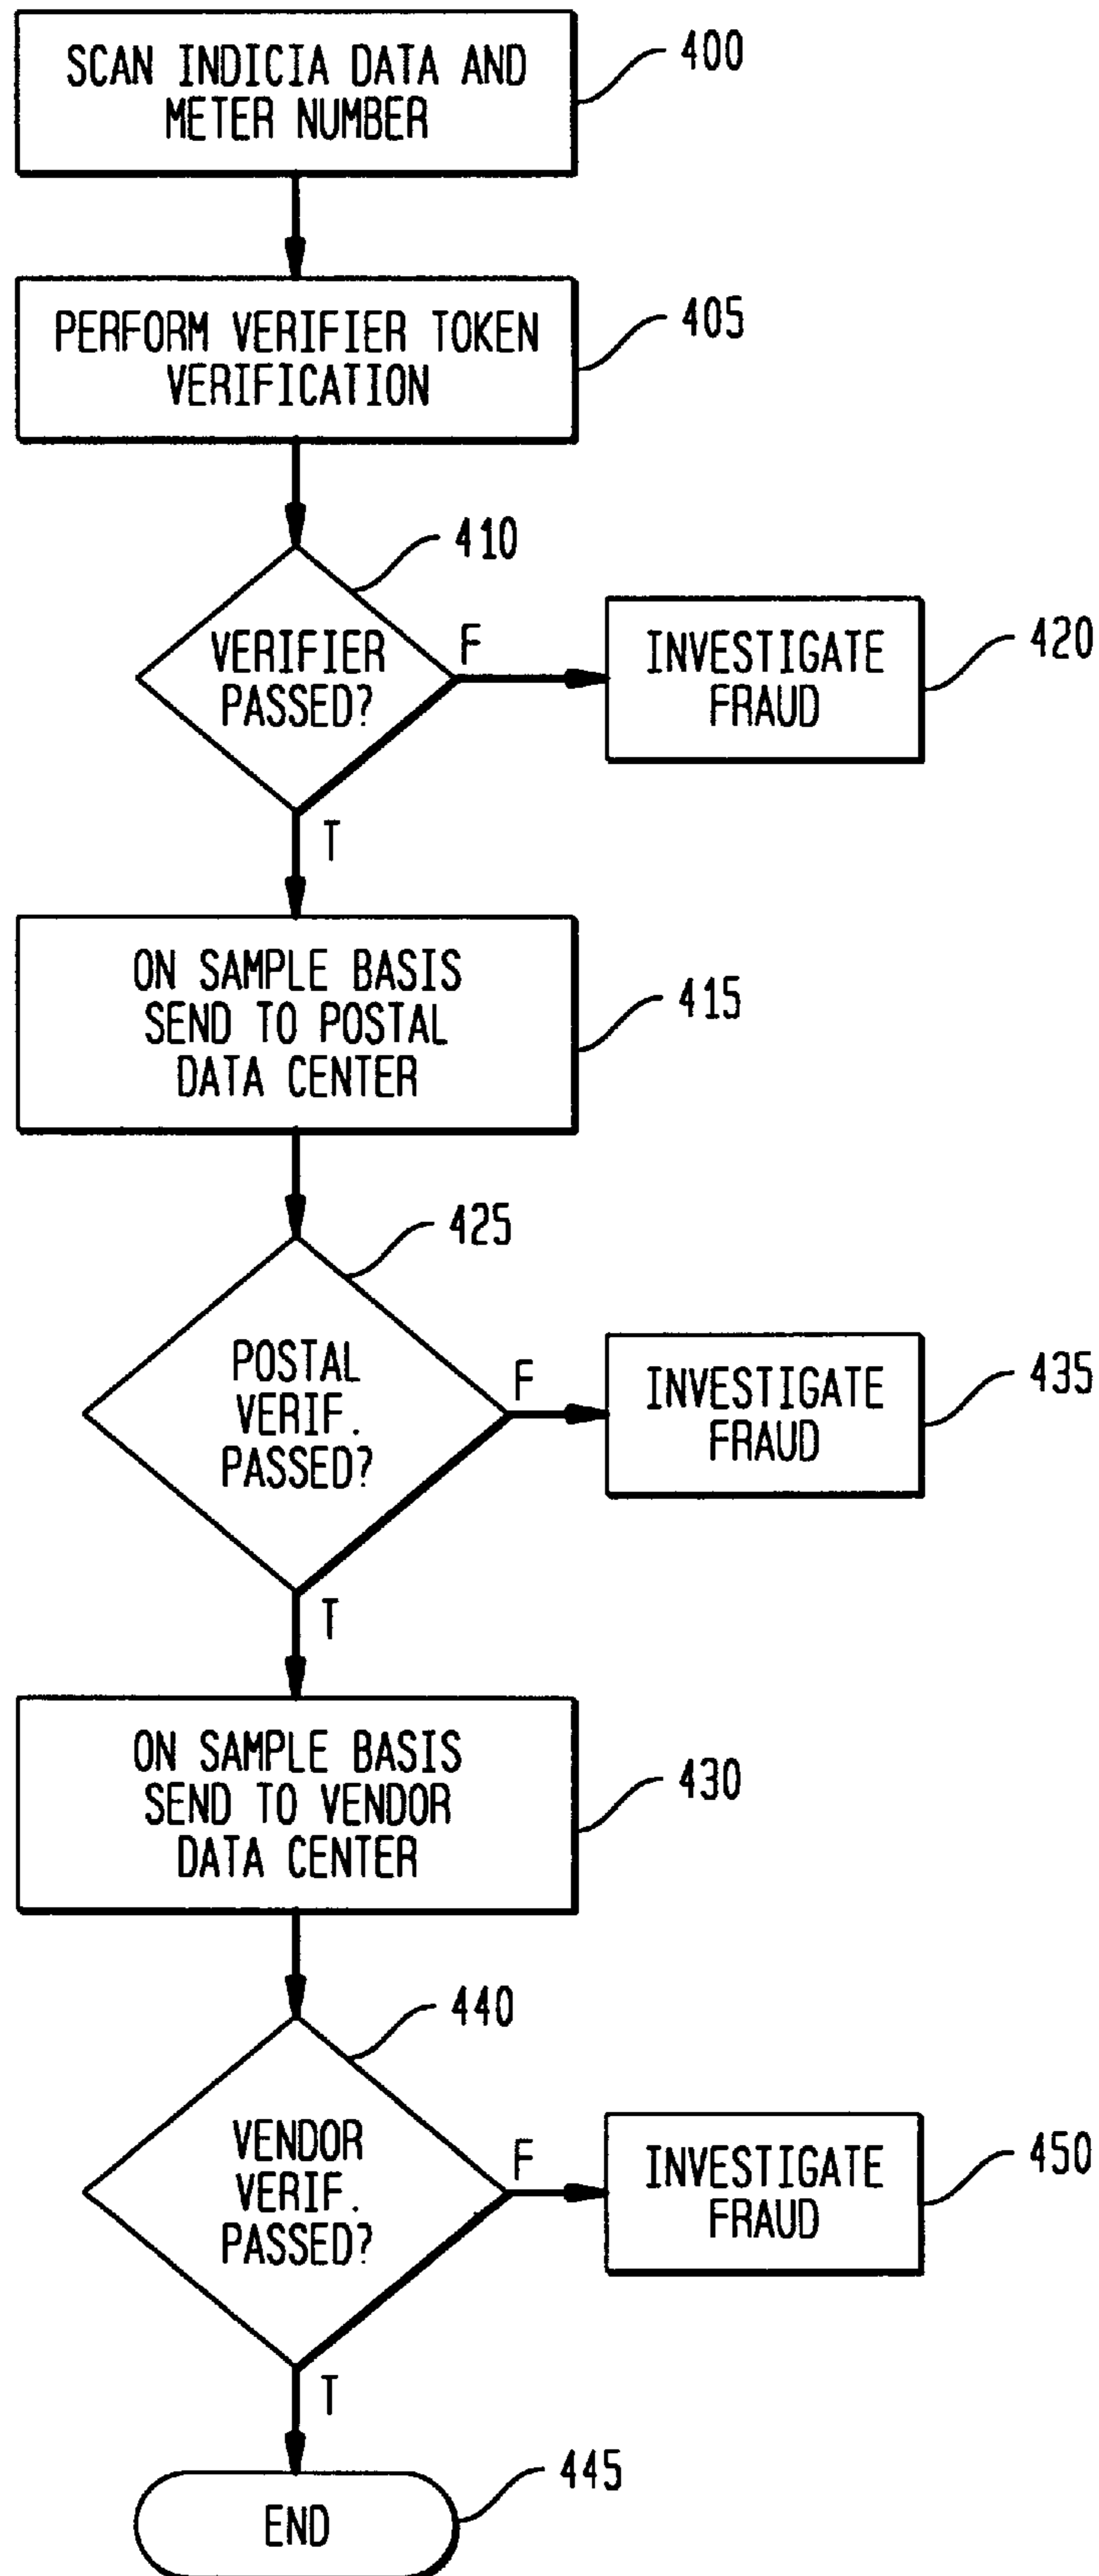 SCAN INDICIA DATA AND
METER NUMBER
400
PERFORM VERIFIER TOKEN
VERIFICATION
405
410
VERIFIER
PASSED?
F
INVESTIGATE
FRAUD
420
T
ON SAMPLE BASIS
SEND TO POSTAL
DATA CENTER
415
425
POSTAL
VERIF.
PASSED?
F
INVESTIGATE
FRAUD
435
T
ON SAMPLE BASIS
SEND TO VENDOR
DATA CENTER
430
440
VENDOR
VERIF.
PASSED?
F
INVESTIGATE
FRAUD
450
T
END
445